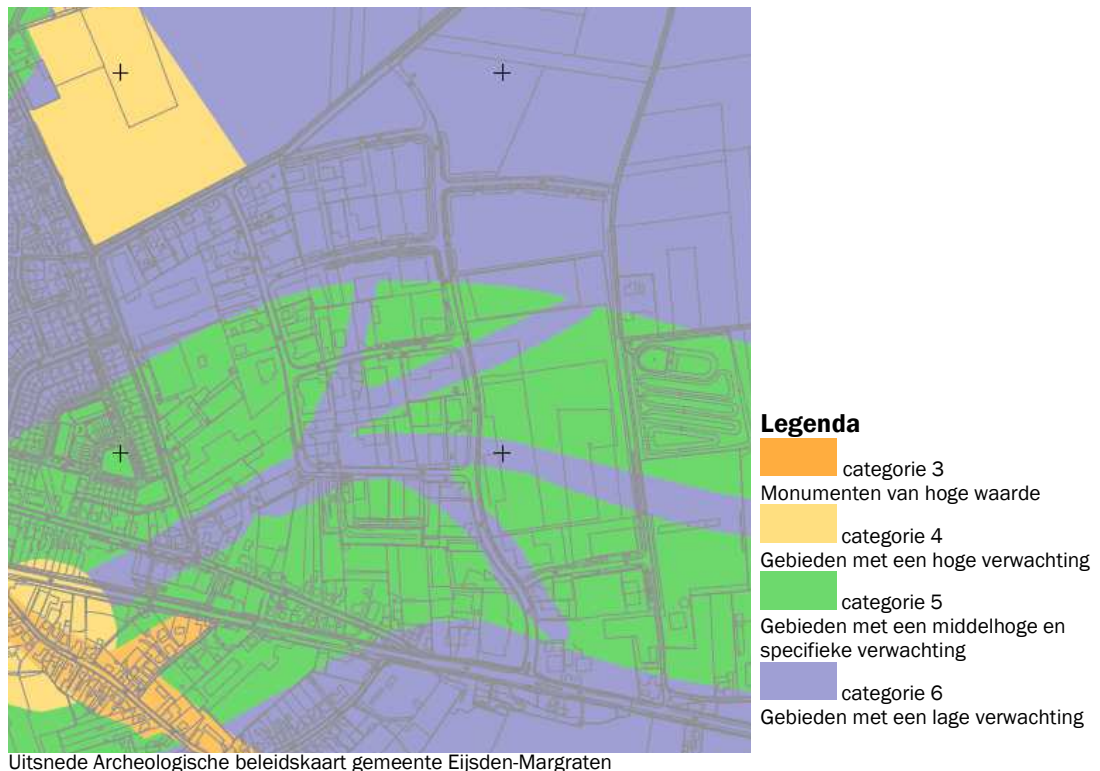 Legenda
categorie 3
Monumenten van hoge waarde
categorie 4
Gebieden met een hoge verwachting
categorie 5
Gebieden met een middelhoge en
specifieke verwachting
categorie 6
Gebieden met een lage verwachting
Uitsnede Archeologische beleidskaart gemeente Eijsden-Margraten